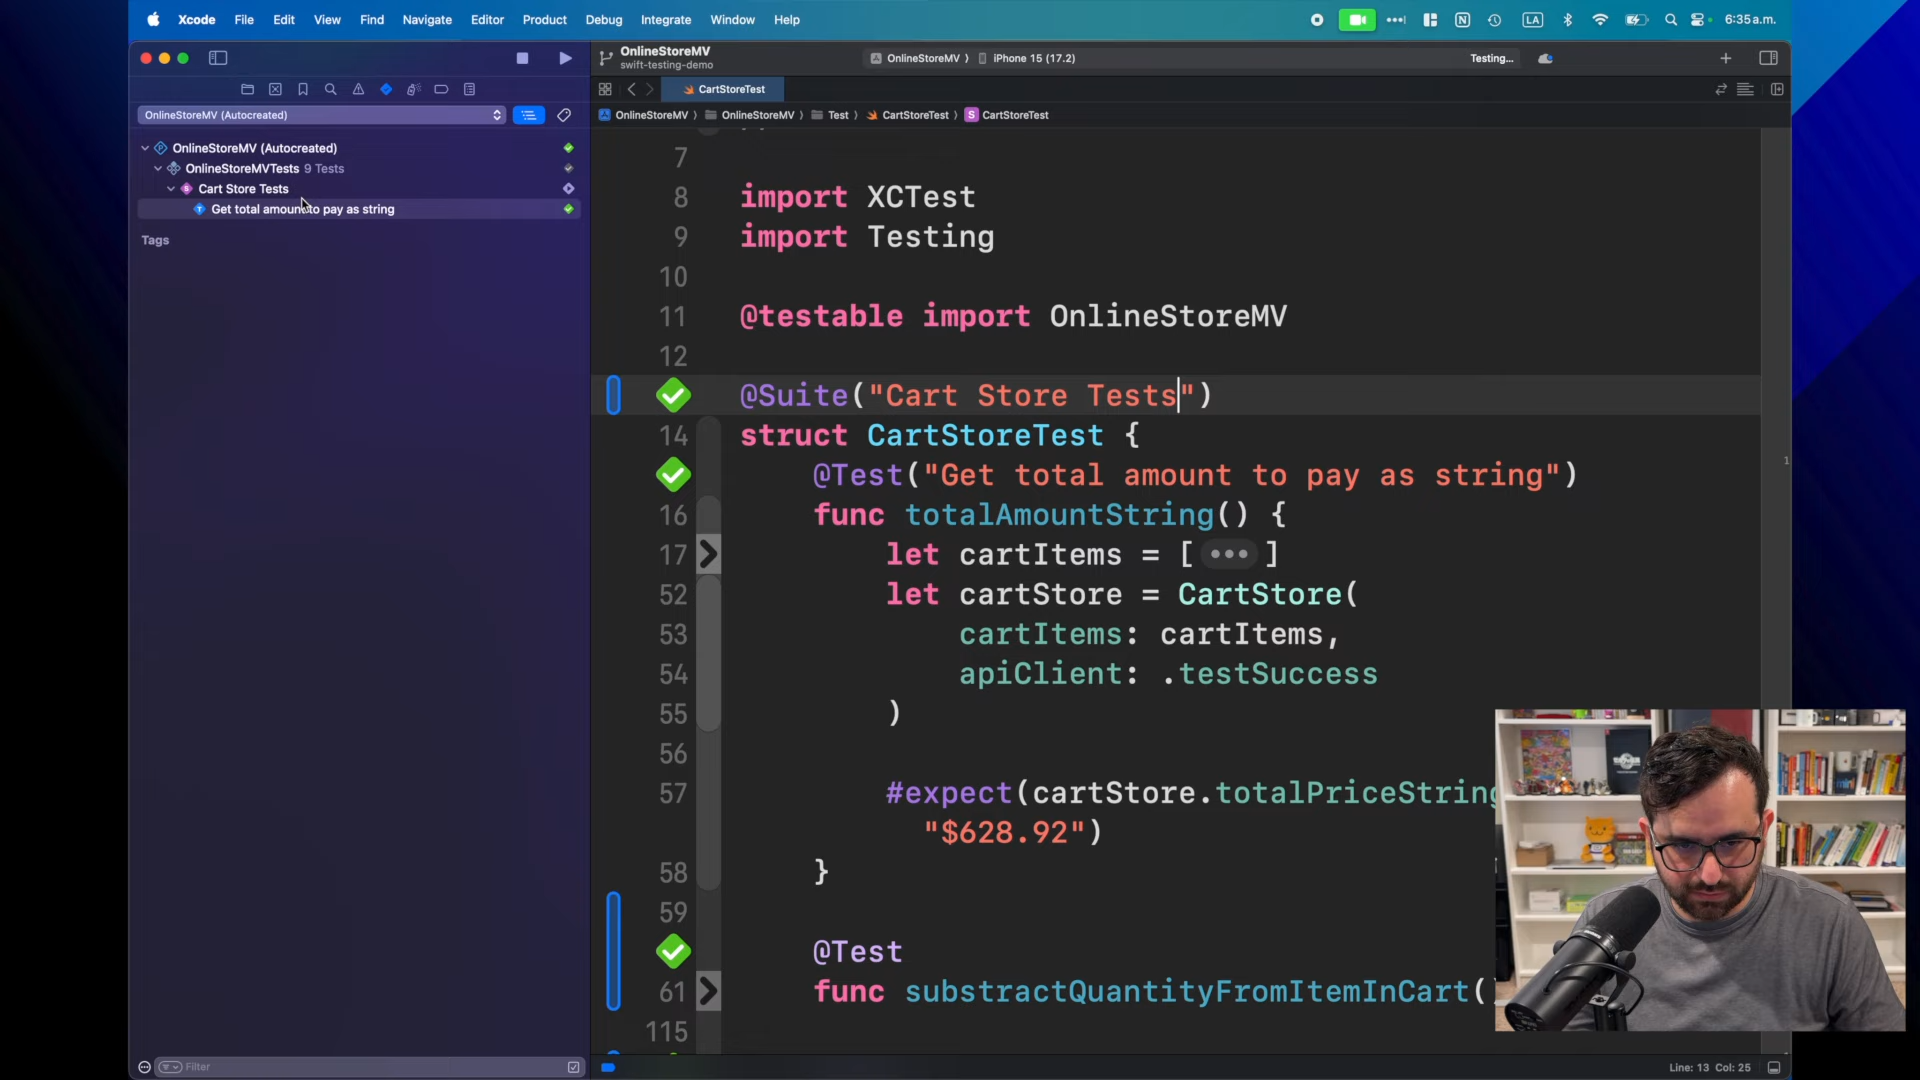 Xcode File Edit View Find Navigate Editor Product Debug Integrate Window Help LA 6:35 a.m.
OnlineStoreMV
swift-testing-demo
OnlineStoreMV ⟩ iPhone 15 (17.2)
Testing...
CartStoreTest
OnlineStoreMV (Autocreated)
OnlineStoreMV ⟩ OnlineStoreMV ⟩ Test ⟩ CartStoreTest ⟩ S CartStoreTest
OnlineStoreMV (Autocreated)
OnlineStoreMVTests 9 Tests
Cart Store Tests
Get total amount to pay as string
Tags
7
8 import XCTest
9 import Testing
10
11 @testable import OnlineStoreMV
12
@Suite("Cart Store Tests")
14 struct CartStoreTest {
@Test("Get total amount to pay as string")
16 func totalAmountString() {
17 let cartItems = [ ••• ]
52 let cartStore = CartStore(
53 cartItems: cartItems,
54 apiClient: .testSuccess
55 )
56
57 #expect(cartStore.totalPriceString
"$628.92")
58 }
59
@Test
61 func substractQuantityFromItemInCart(
115
Filter
Line: 13 Col: 25